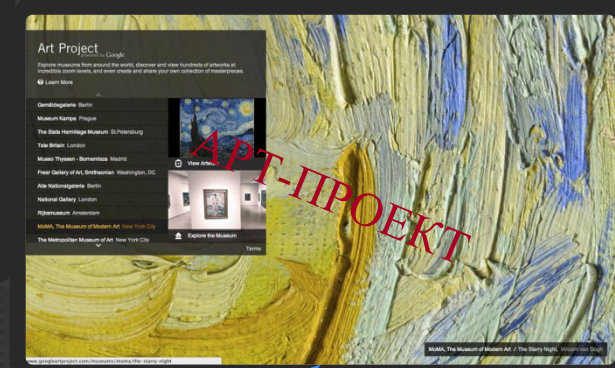 Art Project
powered by Google
Explore museums from around the world, discover and view hundreds of artworks at
incredible zoom levels, and even create and share your own collection of masterpieces.
Learn More
Gemäldegalerie Berlin
Museum Kampa Prague
The State Hermitage Museum St.Petersburg
Tate Britain London
Museo Thyssen - Bornemisza Madrid
Freer Gallery of Art, Smithsonian Washington, DC
Alte Nationalgalerie Berlin
National Gallery London
Rijksmuseum Amsterdam
MoMA, The Museum of Modern Art New York City
The Metropolitan Museum of Art New York City
View Artwork
Explore the Museum
Terms
АРТ-ПРОЕКТ
MoMA, The Museum of Modern Art / The Starry Night, Vincent van Gogh
www.googleartproject.com/museums/moma/the-starry-night